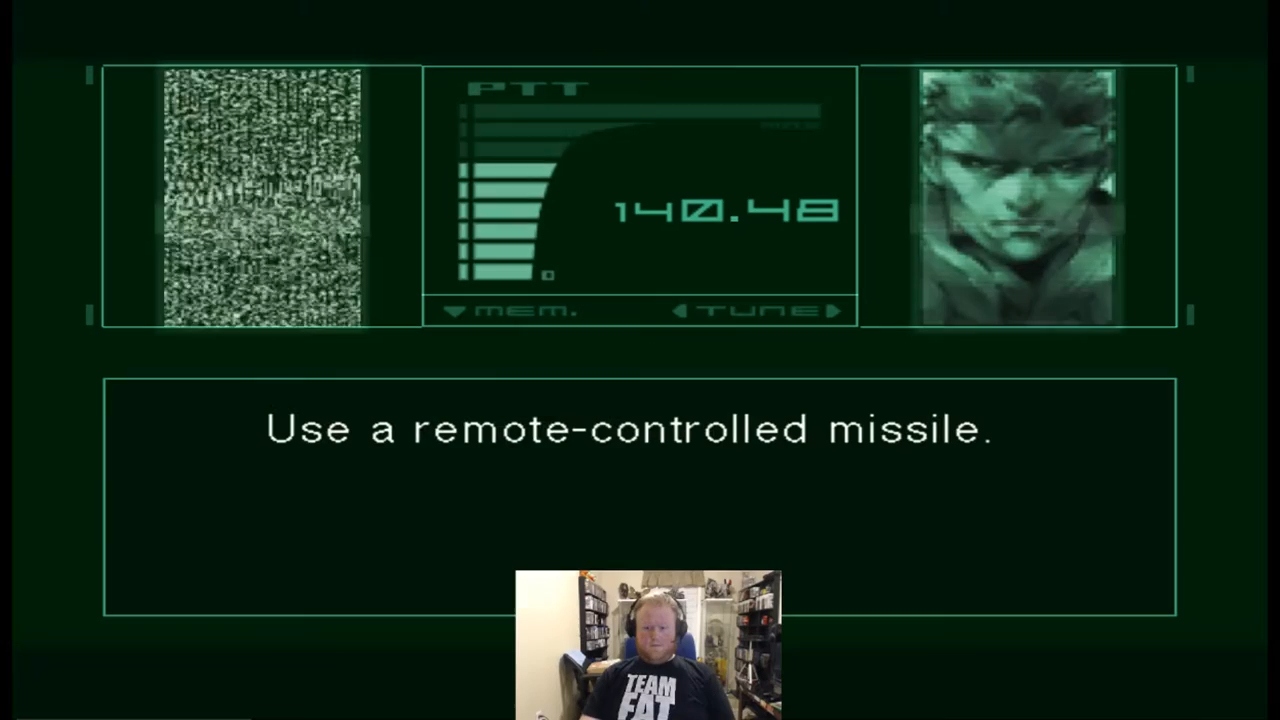 PTT
140.48
MEM.
TUNE
Use a remote-controlled missile.
TEAM
FAT